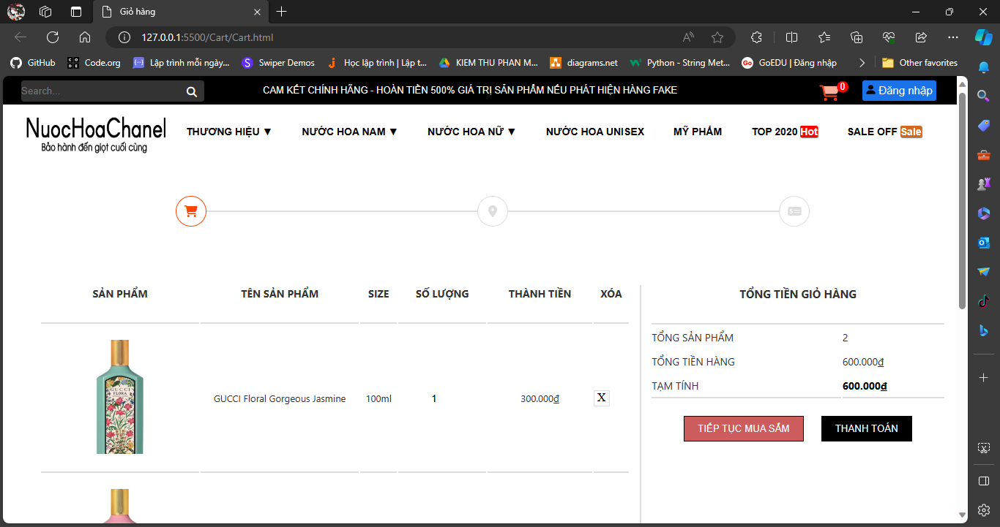 Giỏ hàng
127.0.0.1:5500/Cart/Cart.html
GitHub
Code.org
Lập trình mỗi ngày...
Swiper Demos
Học lập trình | Lập t...
KIEM THU PHAN M...
diagrams.net
Python - String Met...
GoEDU | Đăng nhập
Other favorites
Search...
CAM KẾT CHÍNH HÃNG - HOÀN TIỀN 500% GIÁ TRỊ SẢN PHẨM NẾU PHÁT HIỆN HÀNG FAKE
0
Đăng nhập
NuocHoaChanel
Bảo hành đến giọt cuối cùng
THƯƠNG HIỆU ▼
NƯỚC HOA NAM ▼
NƯỚC HOA NỮ ▼
NƯỚC HOA UNISEX
MỸ PHẨM
TOP 2020 Hot
SALE OFF Sale
SẢN PHẨM
TÊN SẢN PHẨM
SIZE
SỐ LƯỢNG
THÀNH TIỀN
XÓA
GUCCI
FLORA
GUCCI Floral Gorgeous Jasmine
100ml
1
300.000₫
X
TỔNG TIỀN GIỎ HÀNG
TỔNG SẢN PHẨM 2
TỔNG TIỀN HÀNG 600.000₫
TẠM TÍNH 600.000₫
TIẾP TỤC MUA SẮM
THANH TOÁN